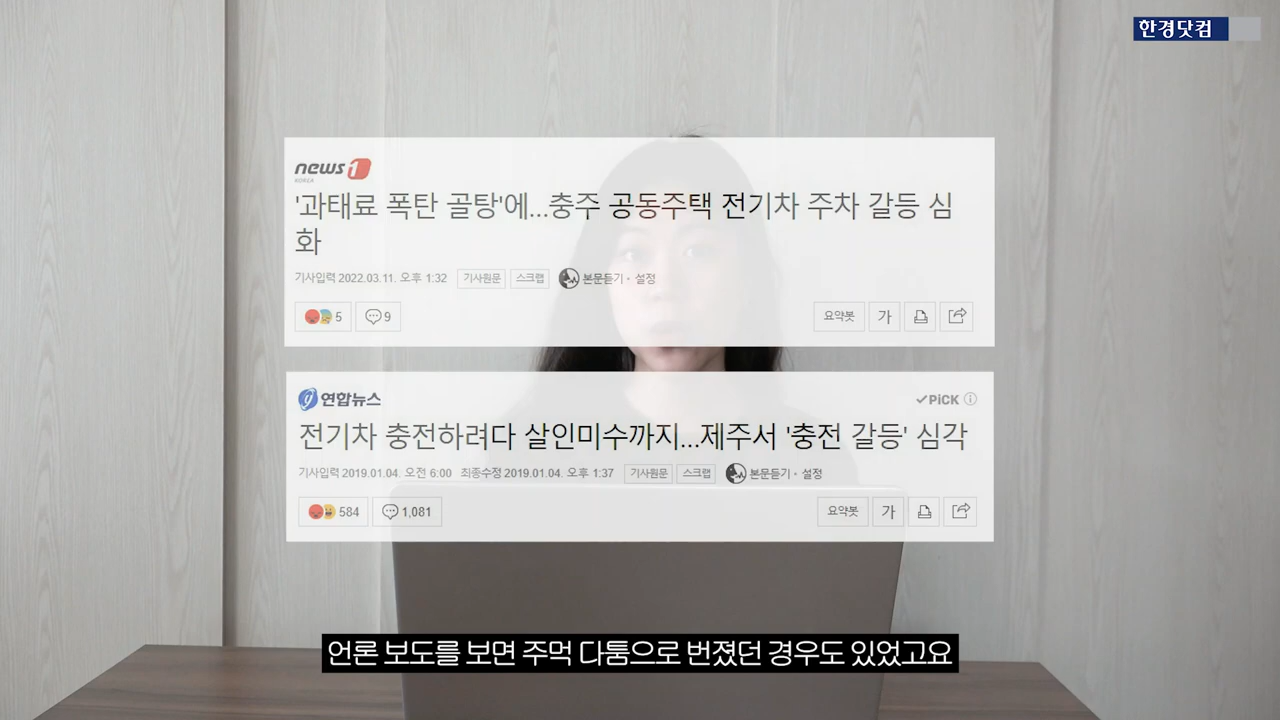 한경닷컴
news1
KOREA
'과태료 폭탄 골탕'에...충주 공동주택 전기차 주차 갈등 심
화
기사입력 2022.03.11. 오후 1:32 기사원문 스크랩 본문듣기 · 설정
5 9 요약봇 가
연합뉴스 PiCK
전기차 충전하려다 살인미수까지...제주서 '충전 갈등' 심각
기사입력 2019.01.04. 오전 6:00 최종수정 2019.01.04. 오후 1:37 기사원문 스크랩 본문듣기 · 설정
584 1,081 요약봇 가
언론 보도를 보면 주먹 다툼으로 번졌던 경우도 있었고요